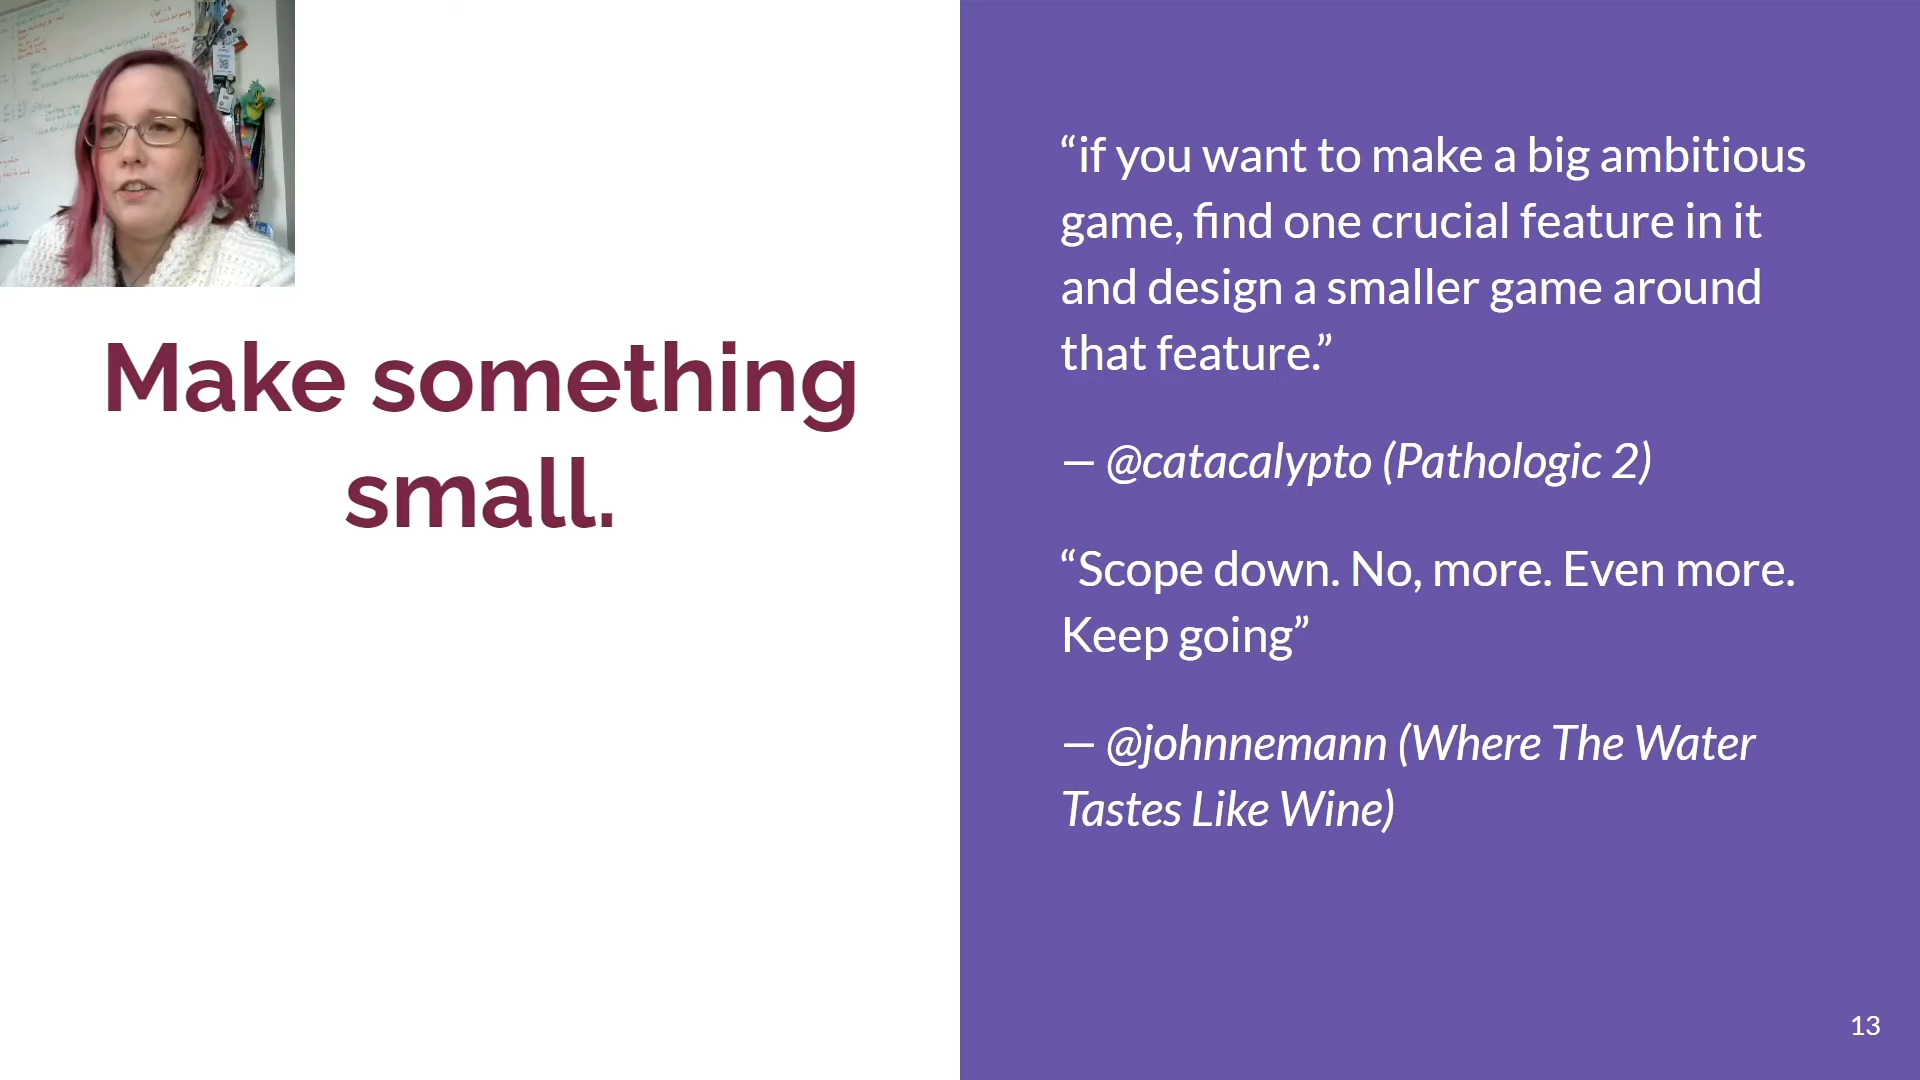 Make something
small.
“if you want to make a big ambitious
game, find one crucial feature in it
and design a smaller game around
that feature.”
— @catacalypto (Pathologic 2)
“Scope down. No, more. Even more.
Keep going”
— @johnnemann (Where The Water
Tastes Like Wine)
13